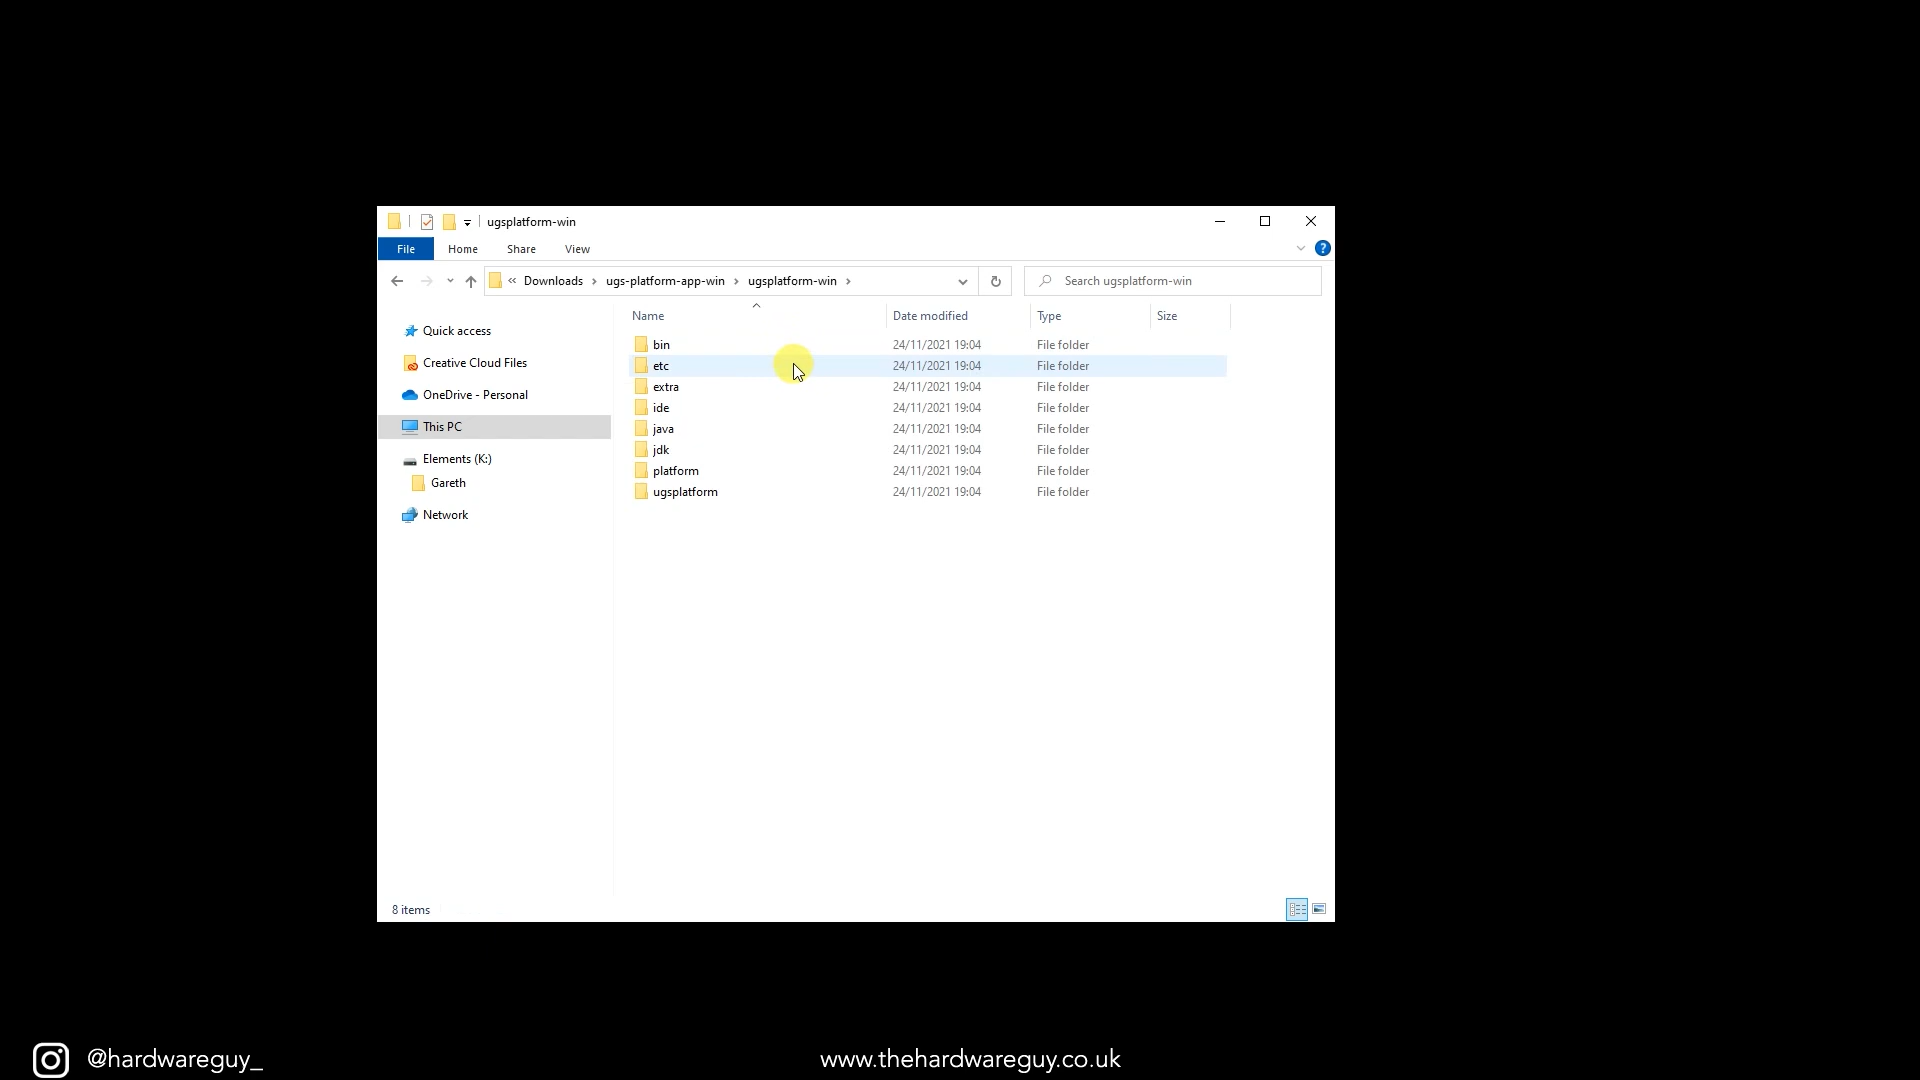 ugsplatform-win
File Home Share View
« Downloads › ugs-platform-app-win › ugsplatform-win › Search ugsplatform-win
Name Date modified Type Size
Quick access
Creative Cloud Files
OneDrive - Personal
This PC
Elements (K:)
Gareth
Network
bin 24/11/2021 19:04 File folder
etc 24/11/2021 19:04 File folder
extra 24/11/2021 19:04 File folder
ide 24/11/2021 19:04 File folder
java 24/11/2021 19:04 File folder
jdk 24/11/2021 19:04 File folder
platform 24/11/2021 19:04 File folder
ugsplatform 24/11/2021 19:04 File folder
8 items
@hardwareguy_
www.thehardwareguy.co.uk